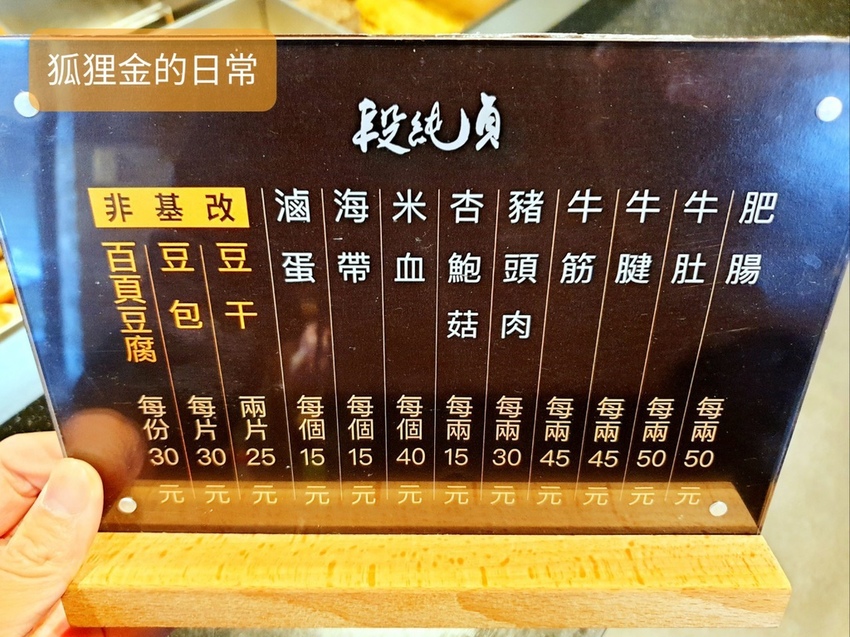 狐狸金的日常
段純貞
肥腸 每兩50元
牛肚 每兩50元
牛腱 每兩45元
牛筋 每兩45元
豬頭肉 每兩30元
杏鮑菇 每兩15元
米血 每個40元
海帶 每個15元
滷蛋 每個15元
非基改
豆干 兩片25元
豆包 每片30元
百頁豆腐 每份30元